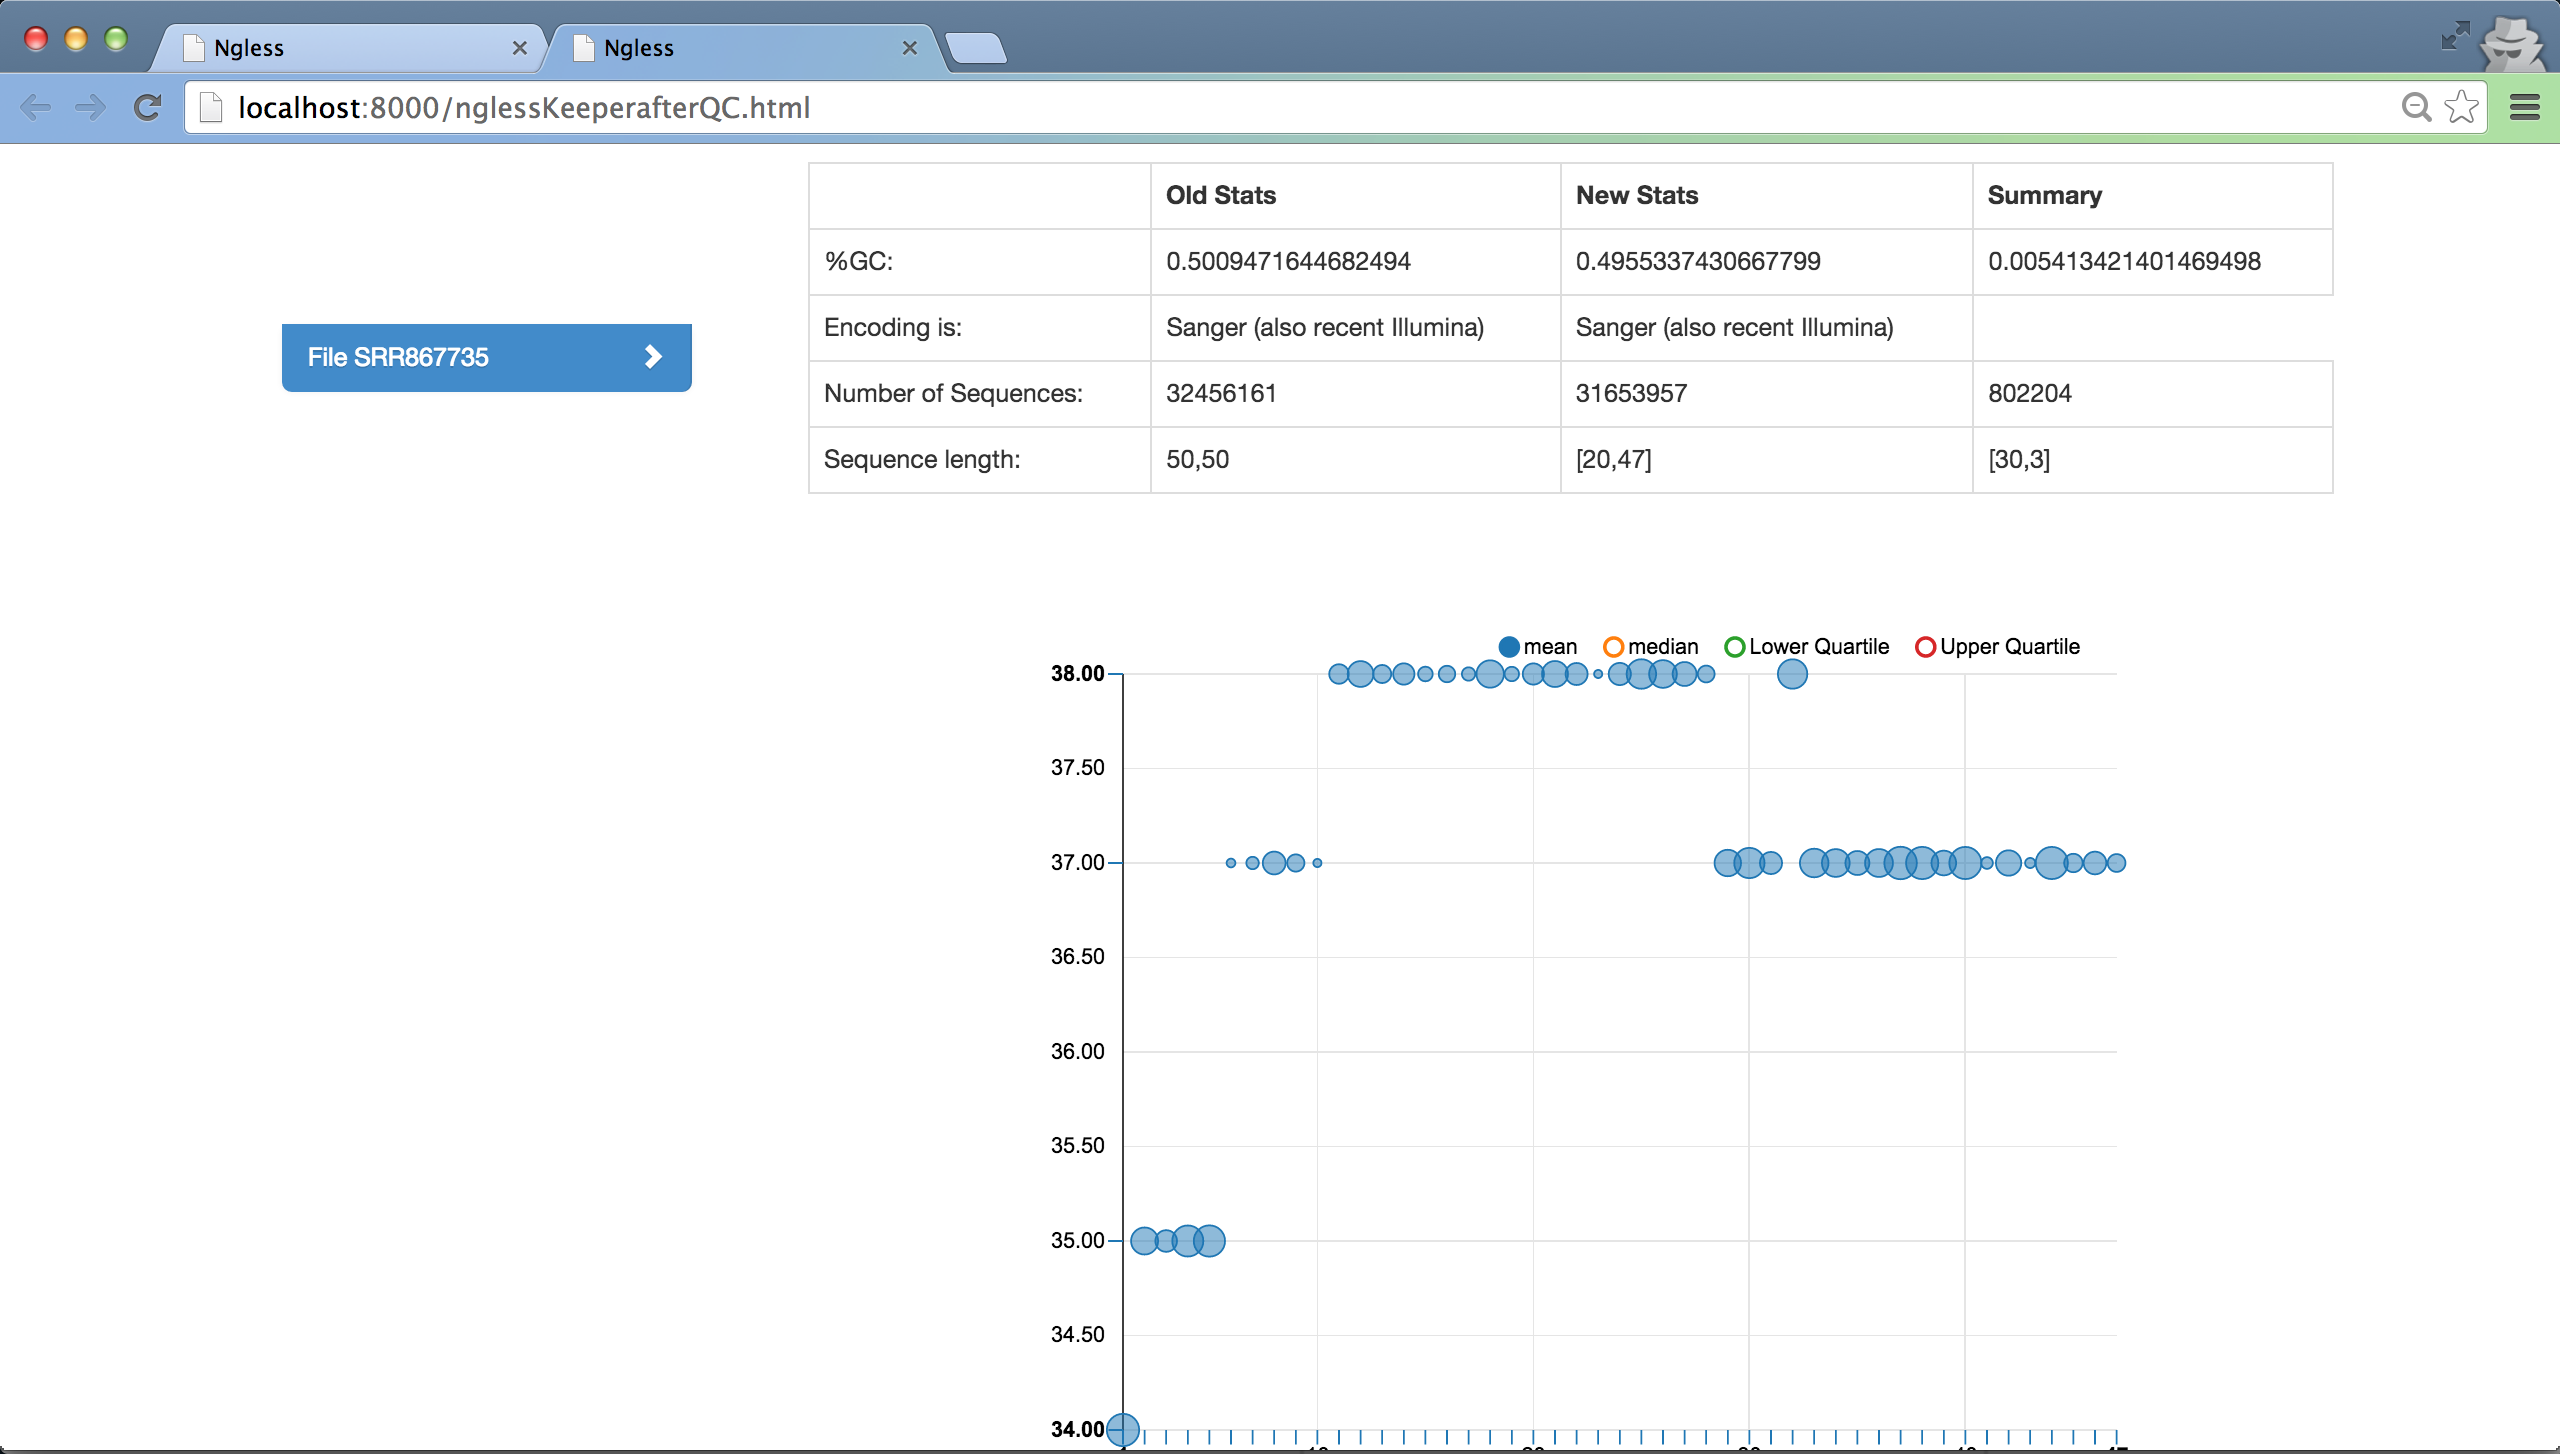 Ngless
Ngless
localhost:8000/nglessKeeperafterQC.html
Old Stats New Stats Summary
%GC: 0.5009471644682494 0.4955337430667799 0.005413421401469498
Encoding is: Sanger (also recent Illumina) Sanger (also recent Illumina)
File SRR867735
Number of Sequences: 32456161 31653957 802204
Sequence length: 50,50 [20,47] [30,3]
mean median Lower Quartile Upper Quartile
38.00
37.50
37.00
36.50
36.00
35.50
35.00
34.50
34.00